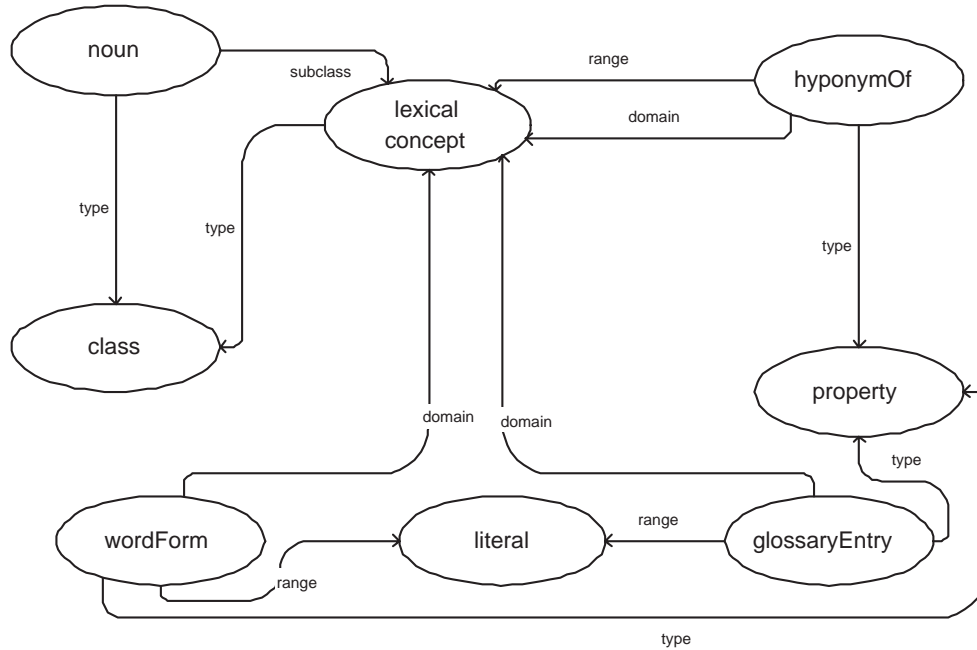 noun
subclass
range
hyponymOf
lexical
concept
domain
type
type
type
class
property
domain
domain
type
wordForm
literal
range
glossaryEntry
range
type